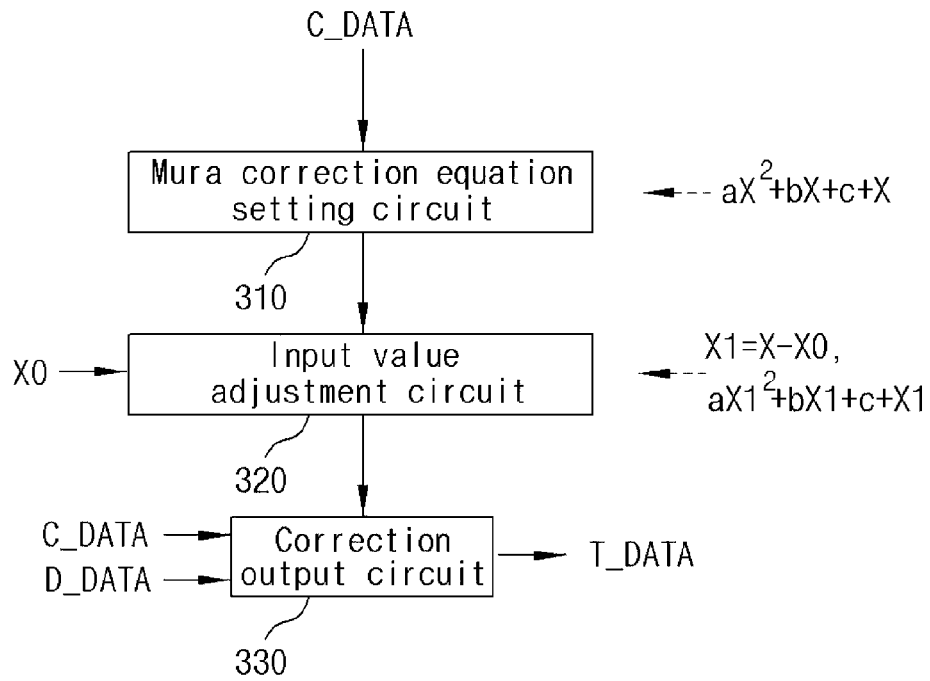 C_DATA
Mura correction equation
setting circuit
aX²+bX+c+X
310
X0
Input value
adjustment circuit
X1=X-X0,
aX1²+bX1+c+X1
320
C_DATA
D_DATA
Correction
output circuit
T_DATA
330